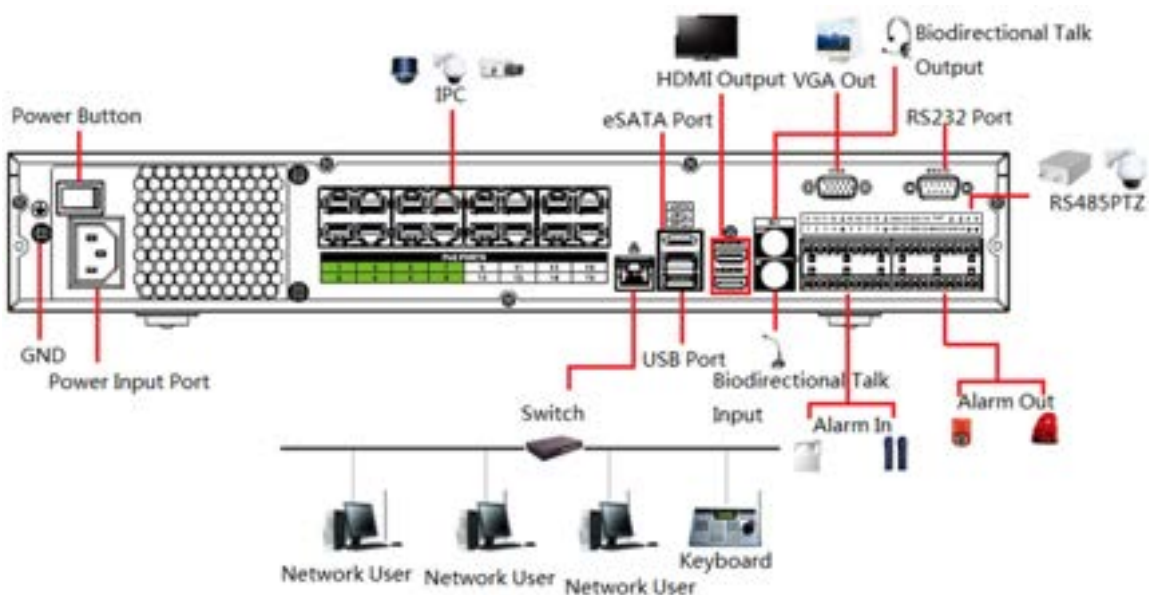 Biodirectional Talk
Output
HDMI Output
VGA Out
IPC
Power Button
eSATA Port
RS232 Port
RS485PTZ
GND
Power Input Port
USB Port
Biodirectional Talk
Input
Switch
Alarm In
Alarm Out
Network User
Network User
Network User
Keyboard